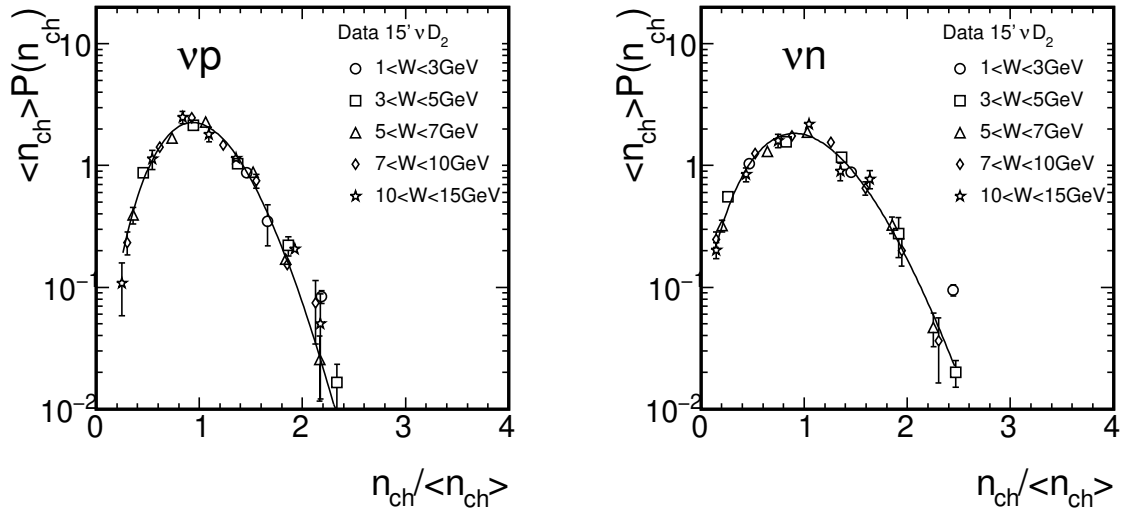 <n_ch>P(n_ch)
10
1
10^-1
10^-2
νp
Data 15' νD_2
1<W<3GeV
3<W<5GeV
5<W<7GeV
7<W<10GeV
10<W<15GeV
0 1 2 3 4
n_ch/<n_ch>
<n_ch>P(n_ch)
10
1
10^-1
10^-2
νn
Data 15' νD_2
1<W<3GeV
3<W<5GeV
5<W<7GeV
7<W<10GeV
10<W<15GeV
0 1 2 3 4
n_ch/<n_ch>